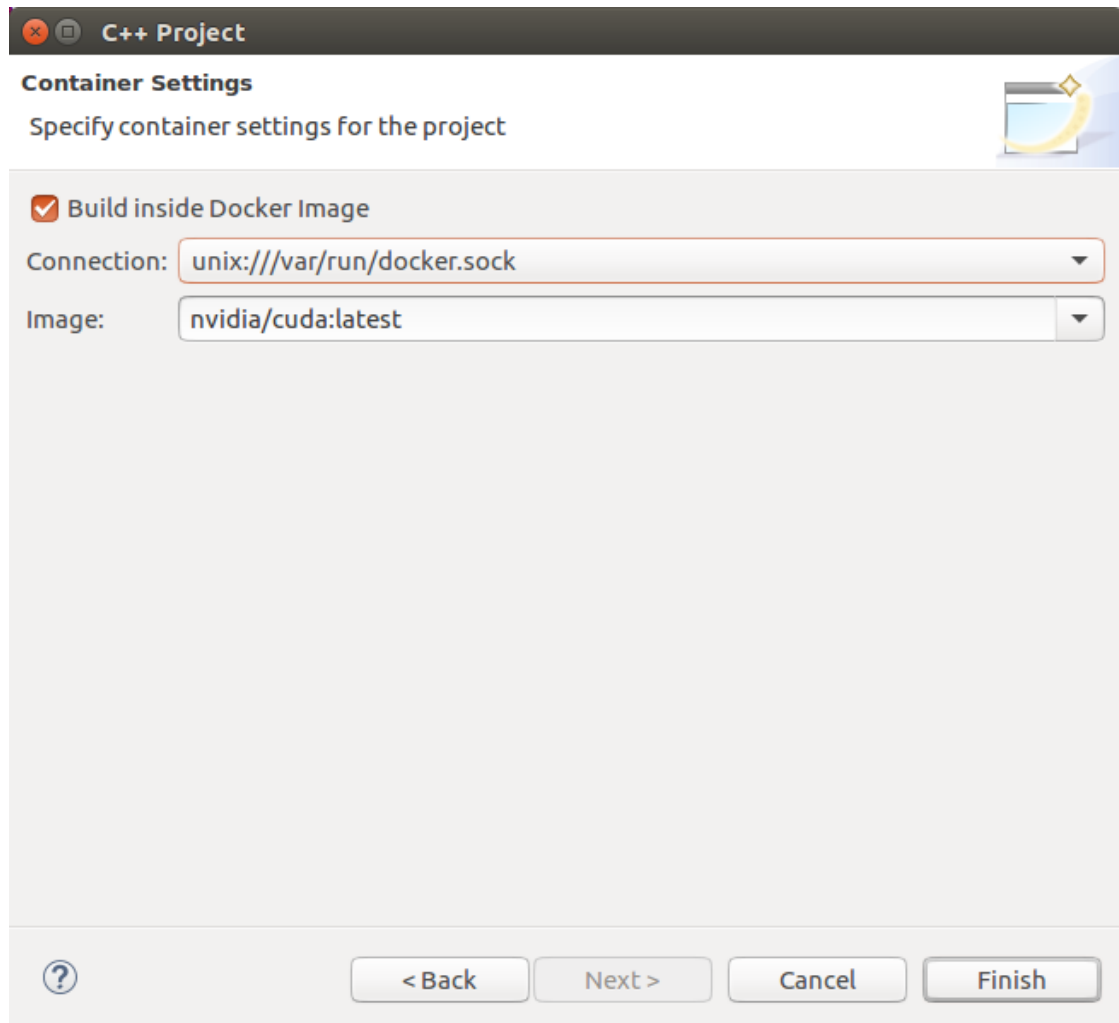 C++ Project
Container Settings
Specify container settings for the project
Build inside Docker Image
Connection: unix:///var/run/docker.sock
Image: nvidia/cuda:latest
? < Back Next > Cancel Finish